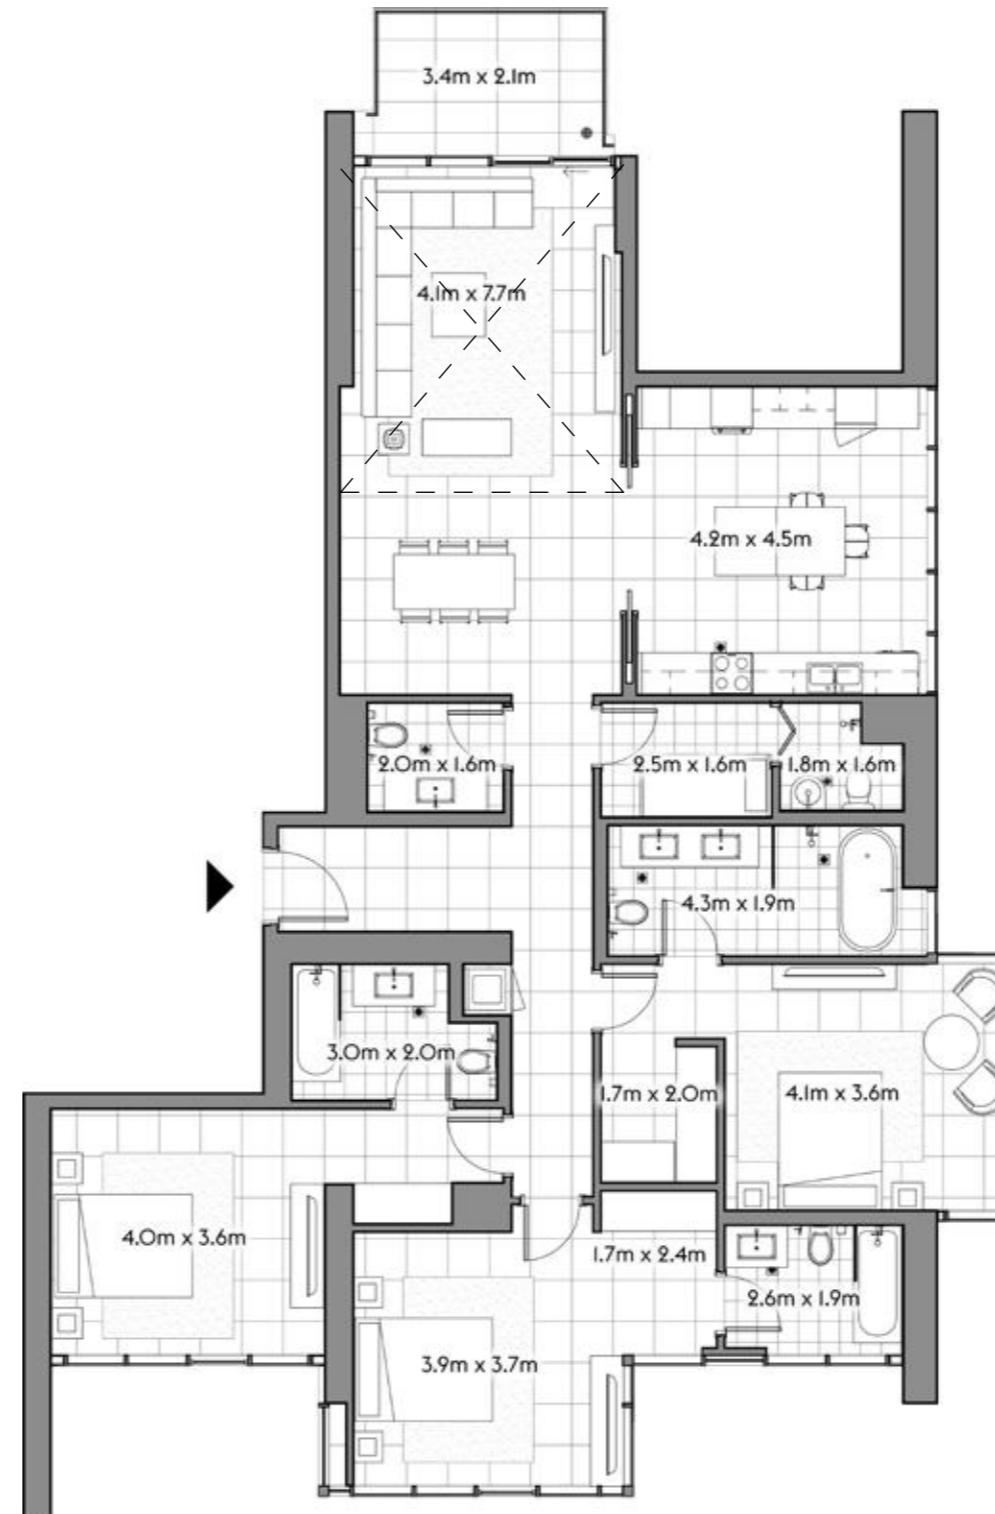 3.4m x 2.1m
4.1m x 7.7m
4.2m x 4.5m
2.0m x 1.6m
2.5m x 1.6m
1.8m x 1.6m
4.3m x 1.9m
3.0m x 2.0m
1.7m x 2.0m
4.1m x 3.6m
4.0m x 3.6m
1.7m x 2.4m
2.6m x 1.9m
3.9m x 3.7m